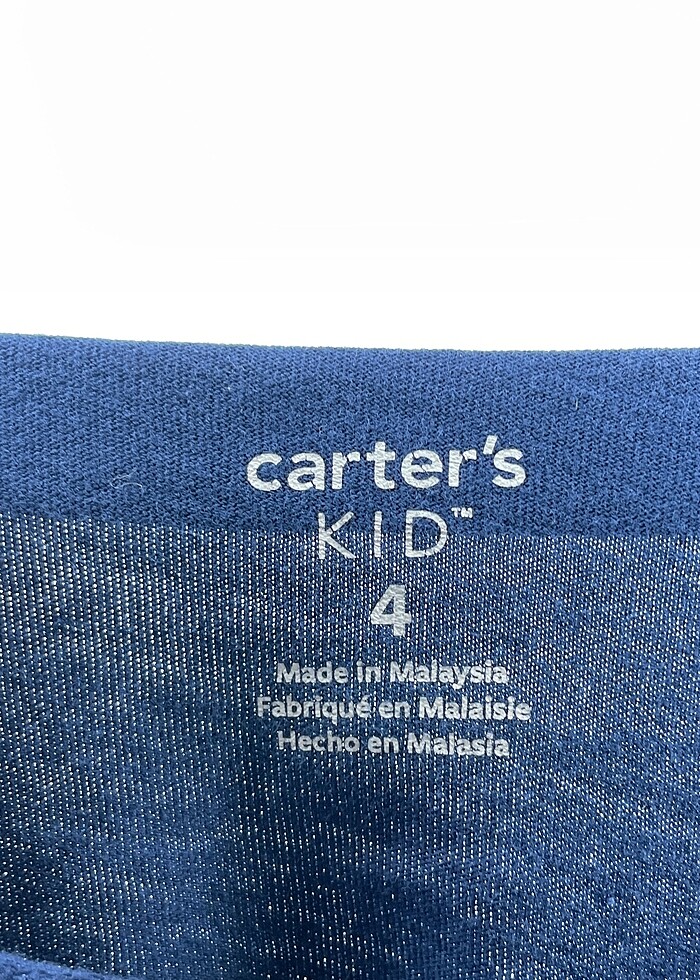 carter's
KID™
4
Made in Malaysia
Fabriqué en Malaisie
Hecho en Malasia